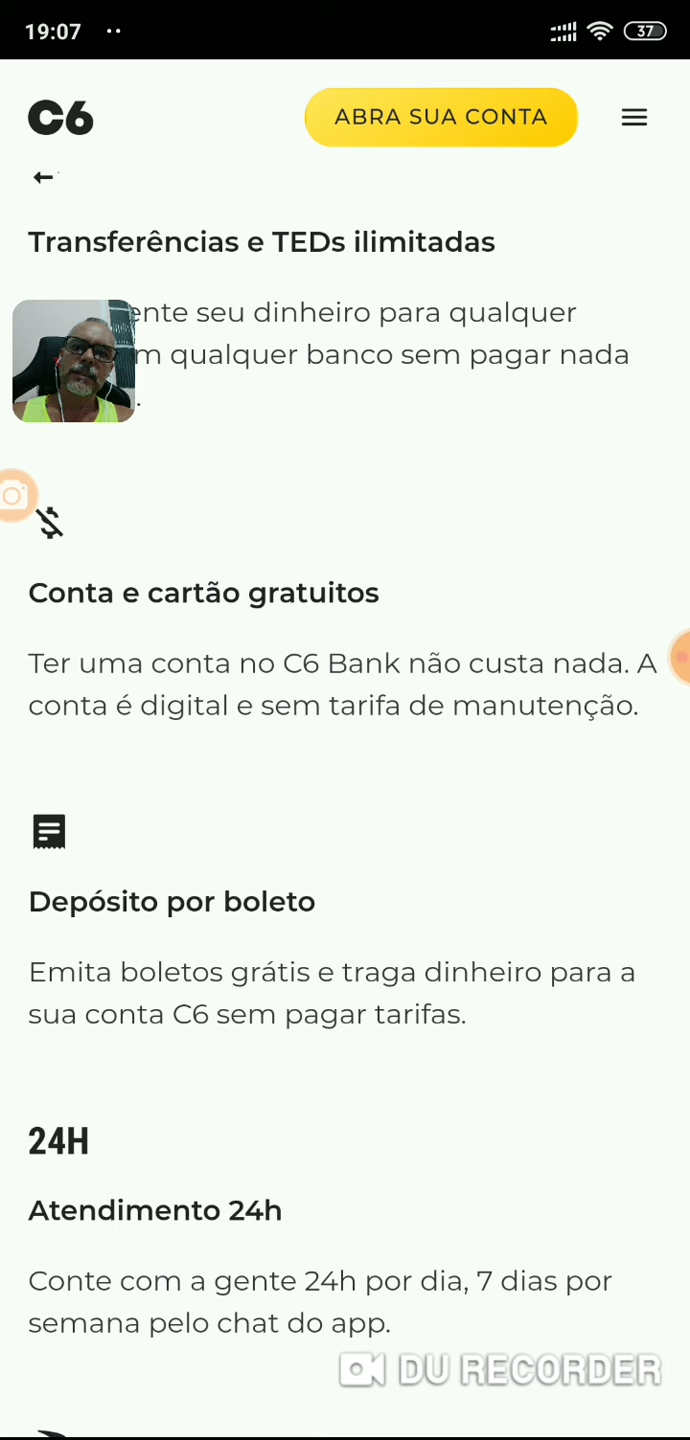 19:07
37
C6
ABRA SUA CONTA
Transferências e TEDs ilimitadas
seu dinheiro para qualquer
qualquer banco sem pagar nada
Conta e cartão gratuitos
Ter uma conta no C6 Bank não custa nada. A
conta é digital e sem tarifa de manutenção.
Depósito por boleto
Emita boletos grátis e traga dinheiro para a
sua conta C6 sem pagar tarifas.
24H
Atendimento 24h
Conte com a gente 24h por dia, 7 dias por
semana pelo chat do app.
DU RECORDER